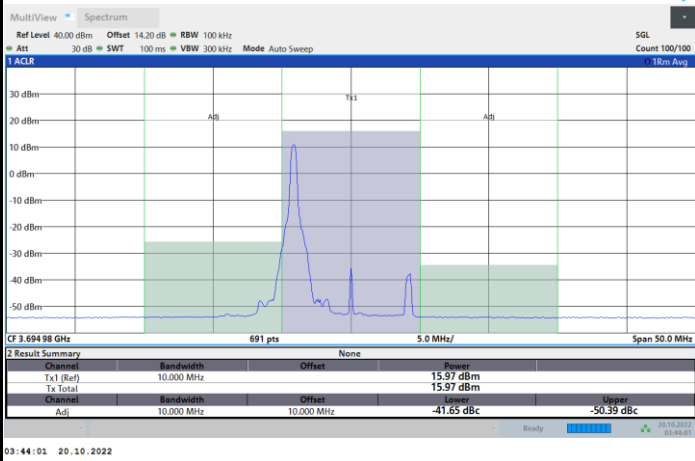 MultiView Spectrum
Ref Level 40.00 dBm Offset 14.20 dB RBW 100 kHz SGL
Att 30 dB SWT 100 ms VBW 300 kHz Mode Auto Sweep Count 100/100
1 ACLR 1Rm Avg
30 dBm
Tx1
20 dBm
Adj Adj
10 dBm
0 dBm
-10 dBm
-20 dBm
-30 dBm
-40 dBm
-50 dBm
CF 3.694 98 GHz 691 pts 5.0 MHz/ Span 50.0 MHz
2 Result Summary None
Channel Bandwidth Offset Power
Tx1 (Ref) 10.000 MHz 15.97 dBm
Tx Total 15.97 dBm
Channel Bandwidth Offset Lower Upper
Adj 10.000 MHz 10.000 MHz -41.65 dBc -50.39 dBc
Ready 20.10.2022
03:44:01
03:44:01 20.10.2022